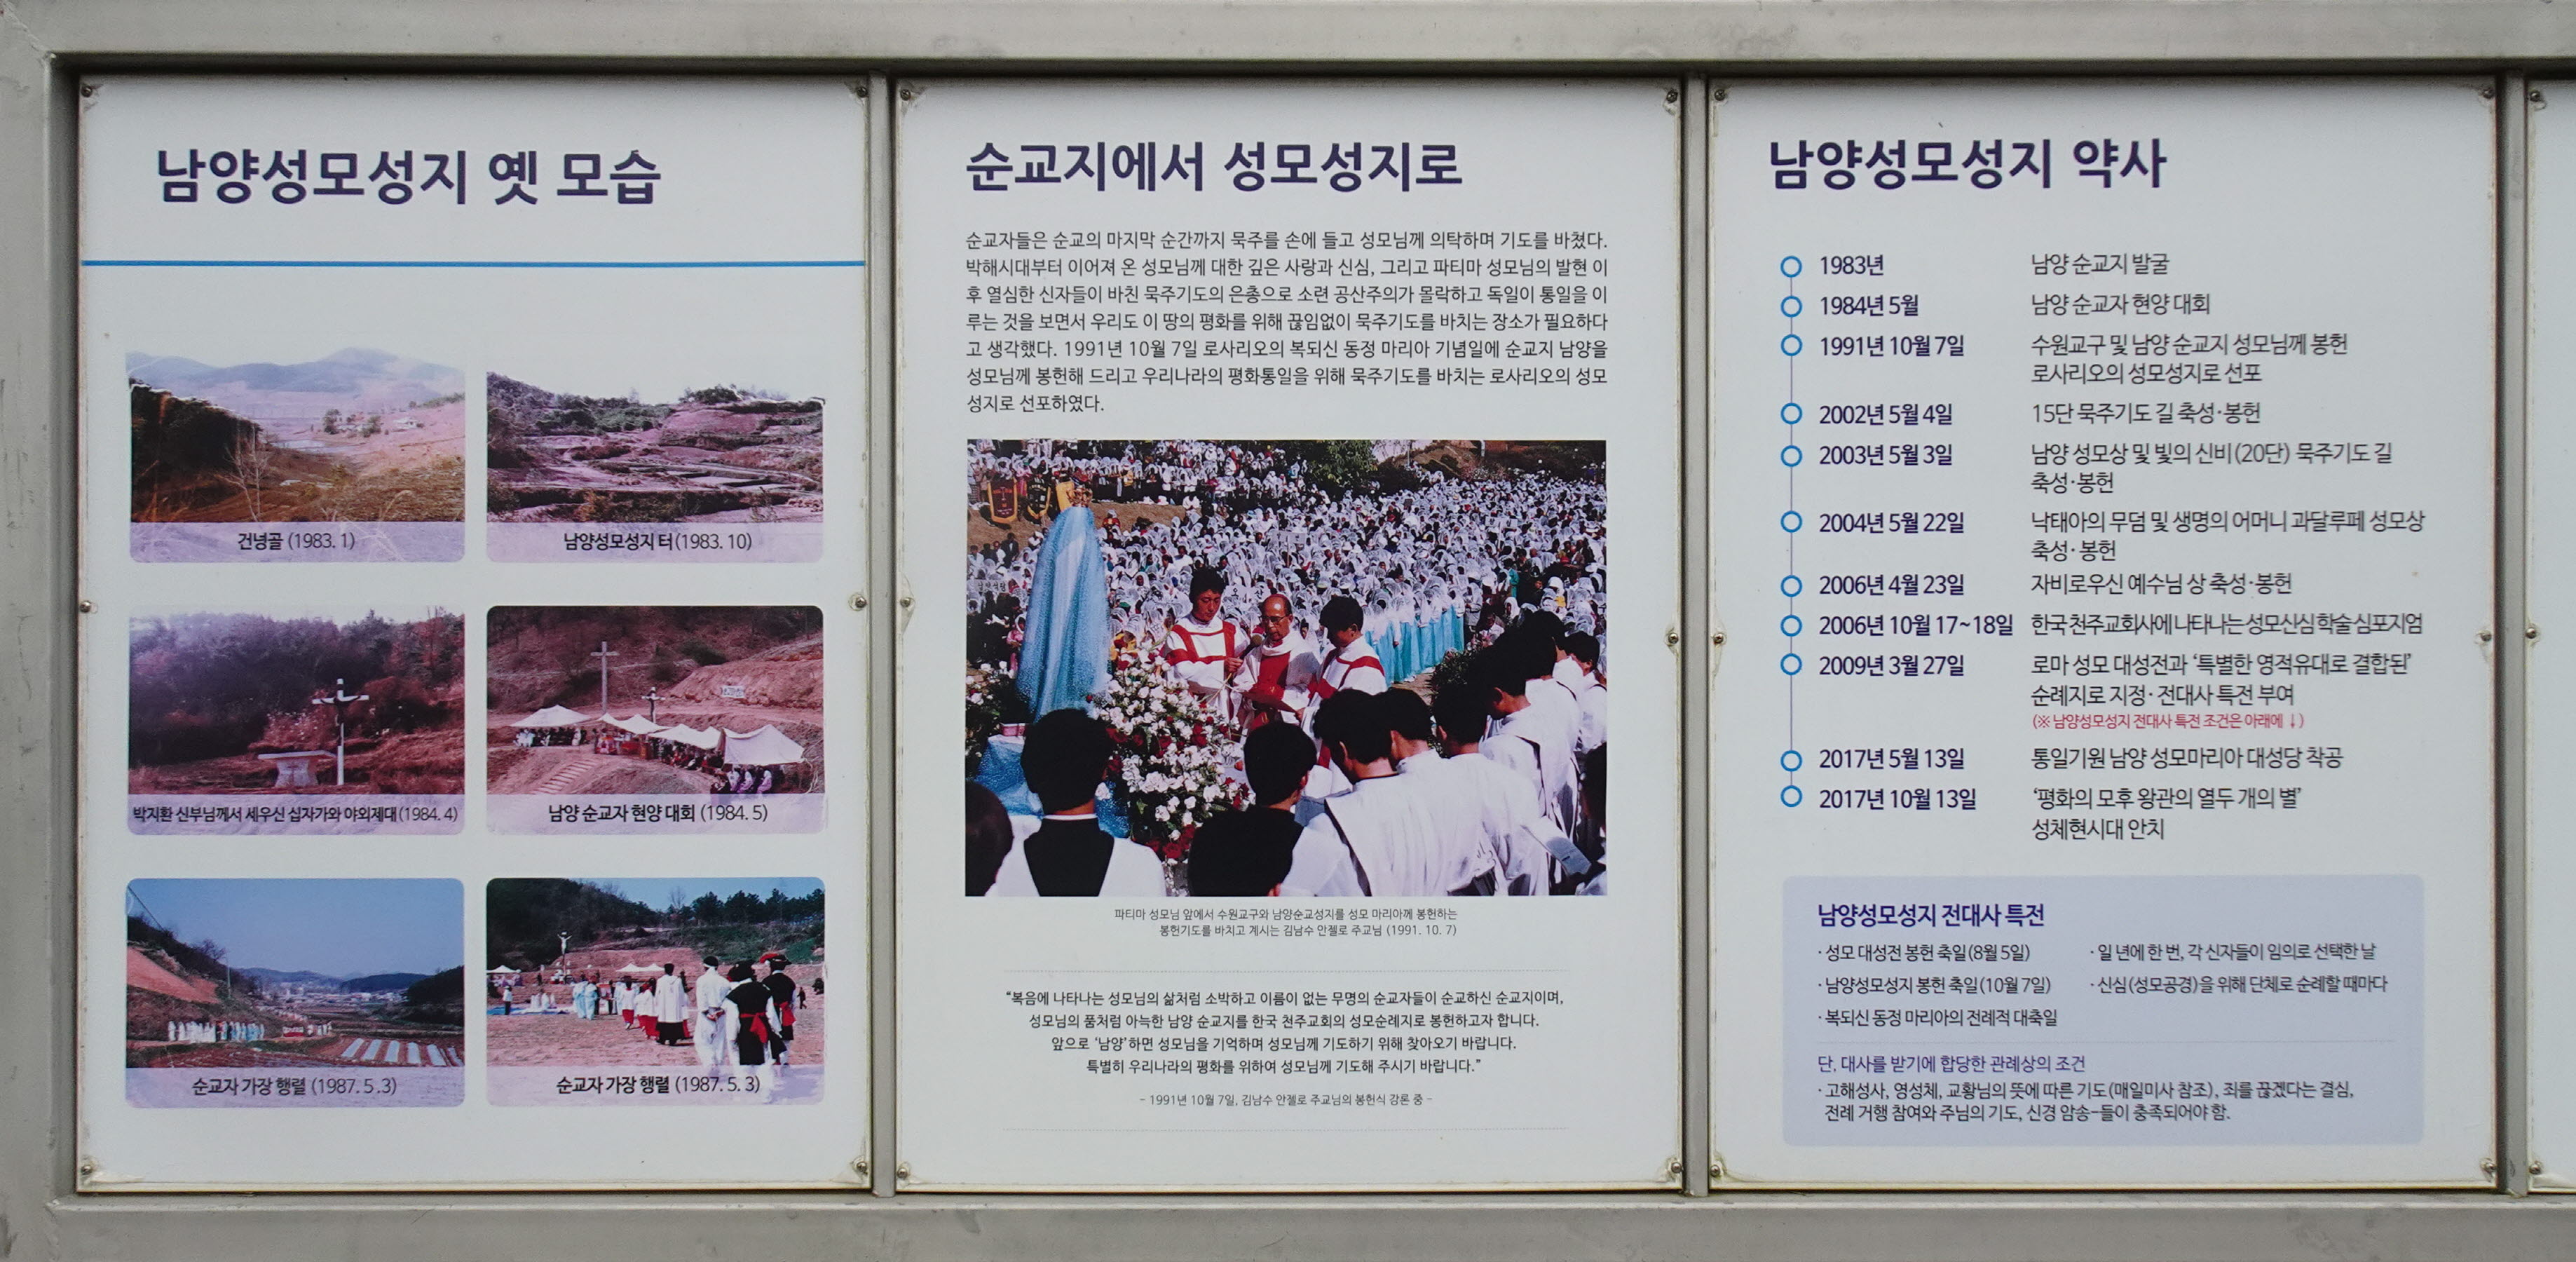 남양성모성지 옛 모습
건넝골 (1983. 1)
남양성모성지 터 (1983. 10)
박지환 신부님께서 세우신 십자가와 야외제대 (1984. 4)
남양 순교자 현양 대회 (1984. 5)
순교자 가장 행렬 (1987. 5. 3)
순교자 가장 행렬 (1987. 5. 3)
순교지에서 성모성지로
순교자들은 순교의 마지막 순간까지 묵주를 손에 들고 성모님께 의탁하며 기도를 바쳤다.
박해시대부터 이어져 온 성모님께 대한 깊은 사랑과 신심, 그리고 파티마 성모님의 발현 이
후 열심한 신자들이 바친 묵주기도의 은총으로 소련 공산주의가 몰락하고 독일이 통일을 이
루는 것을 보면서 우리도 이 땅의 평화를 위해 끊임없이 묵주기도를 바치는 장소가 필요하다
고 생각했다. 1991년 10월 7일 로사리오의 복되신 동정 마리아 기념일에 순교지 남양을
성모님께 봉헌해 드리고 우리나라의 평화통일을 위해 묵주기도를 바치는 로사리오의 성모
성지로 선포하였다.
파티마 성모님 앞에서 수원교구와 남양순교성지를 성모 마리아께 봉헌하는
봉헌기도를 바치고 계시는 김남수 안젤로 주교님 (1991. 10. 7)
“복음에 나타나는 성모님의 삶처럼 소박하고 이름이 없는 무명의 순교자들이 순교하신 순교지이며,
성모님의 품처럼 아늑한 남양 순교지를 한국 천주교회의 성모순례지로 봉헌하고자 합니다.
앞으로 ‘남양’하면 성모님을 기억하며 성모님께 기도하기 위해 찾아오기 바랍니다.
특별히 우리나라의 평화를 위하여 성모님께 기도해 주시기 바랍니다.”
- 1991년 10월 7일, 김남수 안젤로 주교님의 봉헌식 강론 중 -
남양성모성지 약사
1983년 남양 순교지 발굴
1984년 5월 남양 순교자 현양 대회
1991년 10월 7일 수원교구 및 남양 순교지 성모님께 봉헌
로사리오의 성모성지로 선포
2002년 5월 4일 15단 묵주기도 길 축성·봉헌
2003년 5월 3일 남양 성모상 및 빛의 신비(20단) 묵주기도 길
축성·봉헌
2004년 5월 22일 낙태아의 무덤 및 생명의 어머니 과달루페 성모상
축성·봉헌
2006년 4월 23일 자비로우신 예수님 상 축성·봉헌
2006년 10월 17~18일 한국 천주교회사에 나타나는 성모신심 학술 심포지엄
2009년 3월 27일 로마 성모 대성전과 ‘특별한 영적유대로 결합된’
순례지로 지정·전대사 특전 부여
(※ 남양성모성지 전대사 특전 조건은 아래에 ↓)
2017년 5월 13일 통일기원 남양 성모마리아 대성당 착공
2017년 10월 13일 ‘평화의 모후 왕관의 열두 개의 별’
성체현시대 안치
남양성모성지 전대사 특전
· 성모 대성전 봉헌 축일(8월 5일)
· 일 년에 한 번, 각 신자들이 임의로 선택한 날
· 남양성모성지 봉헌 축일(10월 7일)
· 신심(성모공경)을 위해 단체로 순례할 때마다
· 복되신 동정 마리아의 전례적 대축일
단, 대사를 받기에 합당한 관례상의 조건
· 고해성사, 영성체, 교황님의 뜻에 따른 기도(매일미사 참조), 죄를 끊겠다는 결심,
전례 거행 참여와 주님의 기도, 신경 암송-들이 충족되어야 함.